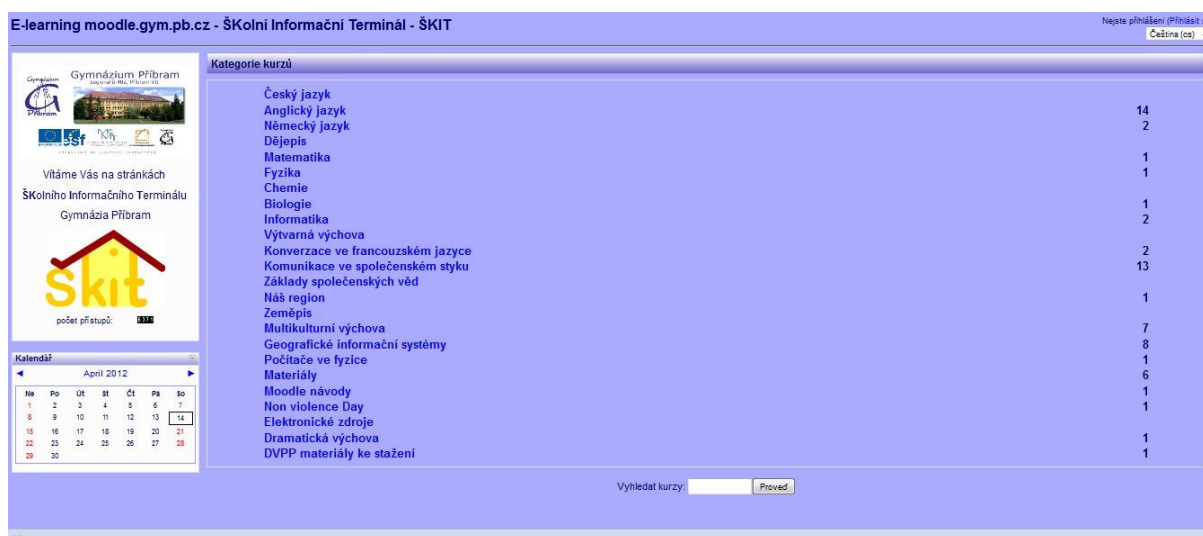 E-learning moodle.gym.pb.cz - ŠKolní Informační Terminál - ŠKIT
Nejste přihlášeni (Přihlásit
Čeština (cs)
Gymnázium Příbram
Gymnázium
Příbram
esf
Vítáme Vás na stránkách
ŠKolního Informačního Terminálu
Gymnázia Příbram
škit
počet přístupů:
Kalendář
April 2012
Ne Po Út St Čt Pá So
1 2 3 4 5 6 7
8 9 10 11 12 13 14
15 16 17 18 19 20 21
22 23 24 25 26 27 28
29 30
Kategorie kurzů
Český jazyk
Anglický jazyk 14
Německý jazyk 2
Dějepis
Matematika 1
Fyzika 1
Chemie
Biologie 1
Informatika 2
Výtvarná výchova
Konverzace ve francouzském jazyce 2
Komunikace ve společenském styku 13
Základy společenských věd
Náš region 1
Zeměpis
Multikulturní výchova 7
Geografické informační systémy 8
Počítače ve fyzice 1
Materiály 6
Moodle návody 1
Non violence Day 1
Elektronické zdroje
Dramatická výchova 1
DVPP materiály ke stažení 1
Vyhledat kurzy: Proveď